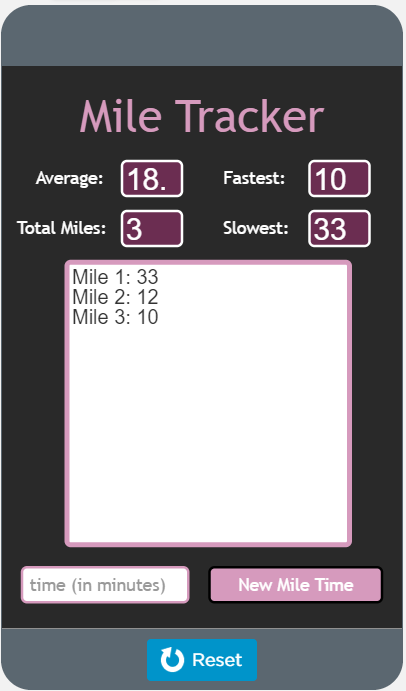 Mile Tracker
Average: 18. Fastest: 10
Total Miles: 3 Slowest: 33
Mile 1: 33
Mile 2: 12
Mile 3: 10
time (in minutes) New Mile Time
Reset